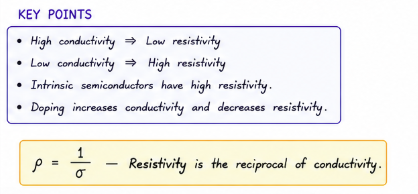 KEY POINTS
• High conductivity ⇒ Low resistivity
• Low conductivity ⇒ High resistivity
• Intrinsic semiconductors have high resistivity.
• Doping increases conductivity and decreases resistivity.
ρ = 1/σ — Resistivity is the reciprocal of conductivity.